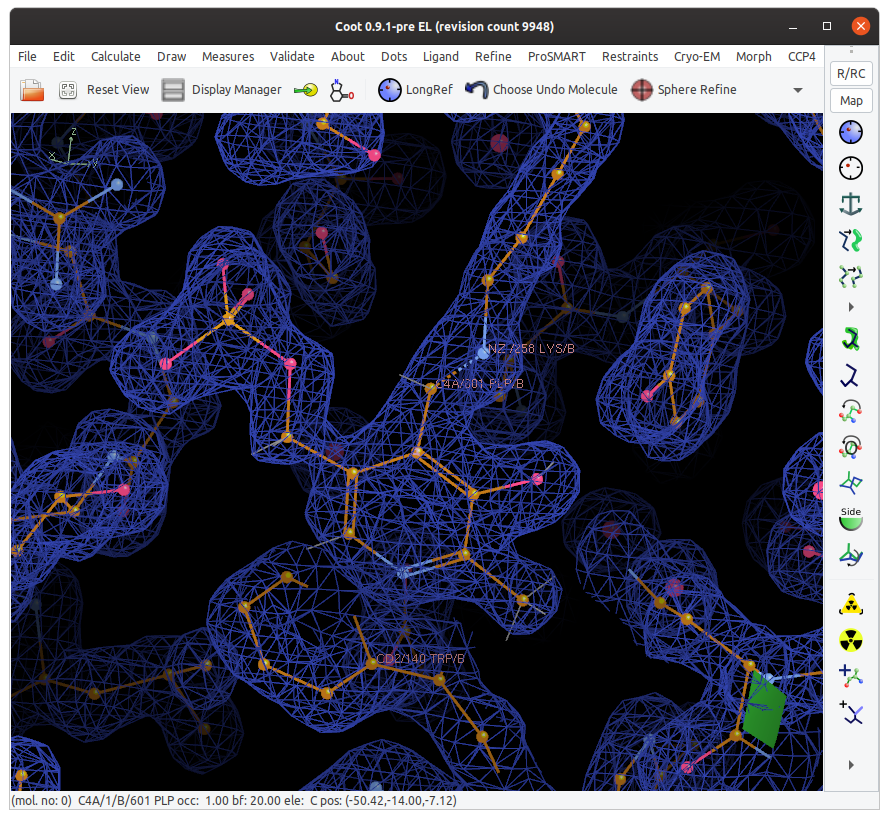 Coot 0.9.1-pre EL (revision count 9948)
File Edit Calculate Draw Measures Validate About Dots Ligand Refine ProSMART Restraints Cryo-EM Morph CCP4
Reset View Display Manager LongRef Choose Undo Molecule Sphere Refine
R/RC
Map
Z
X Y
NZ /258 LYS/B
C4A/601 PLP/B
Side
CD2/140 TRP/B
(mol. no: 0) C4A/1/B/601 PLP occ: 1.00 bf: 20.00 ele: C pos: (-50.42,-14.00,-7.12)